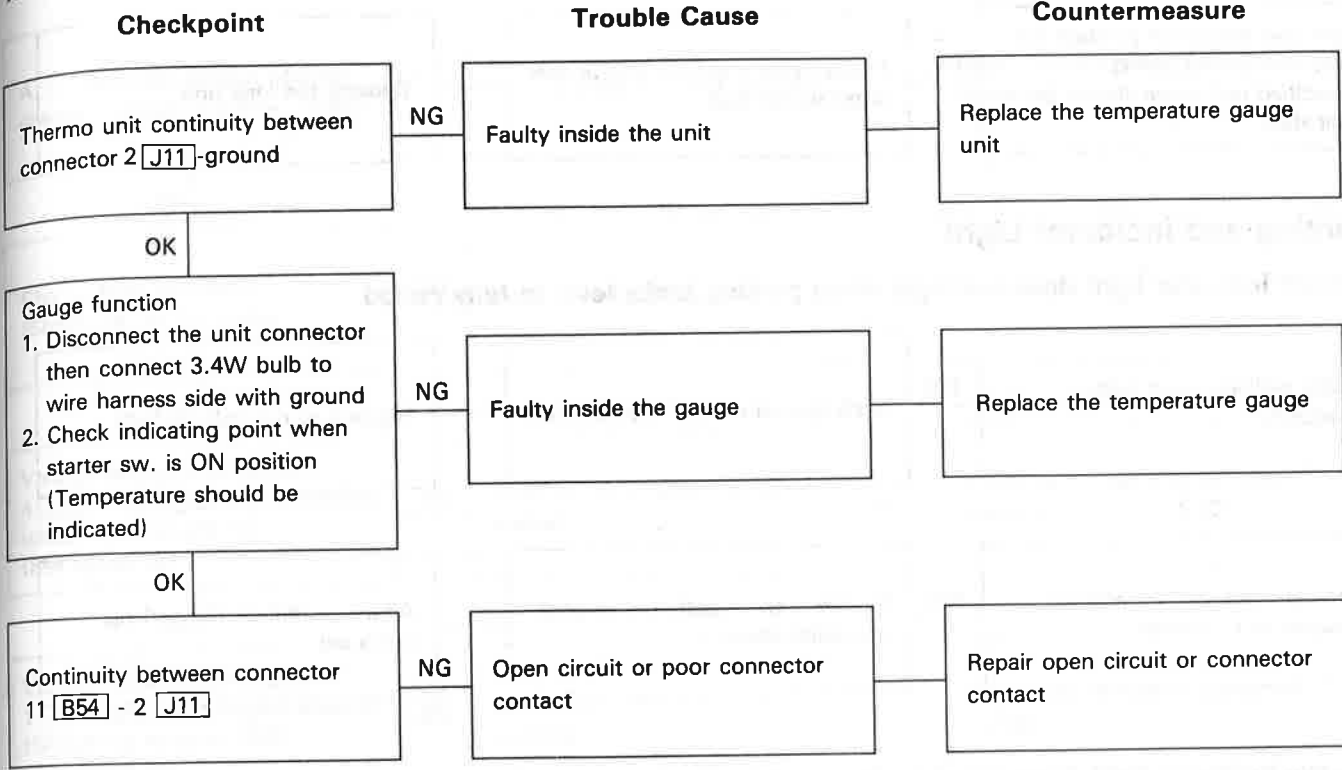 Checkpoint
Trouble Cause
Countermeasure
Thermo unit continuity between
connector 2 J11-ground
NG
Faulty inside the unit
Replace the temperature gauge
unit
OK
Gauge function
1. Disconnect the unit connector
then connect 3.4W bulb to
wire harness side with ground
2. Check indicating point when
starter sw. is ON position
(Temperature should be
indicated)
NG
Faulty inside the gauge
Replace the temperature gauge
OK
Continuity between connector
11 B54 - 2 J11
NG
Open circuit or poor connector
contact
Repair open circuit or connector
contact